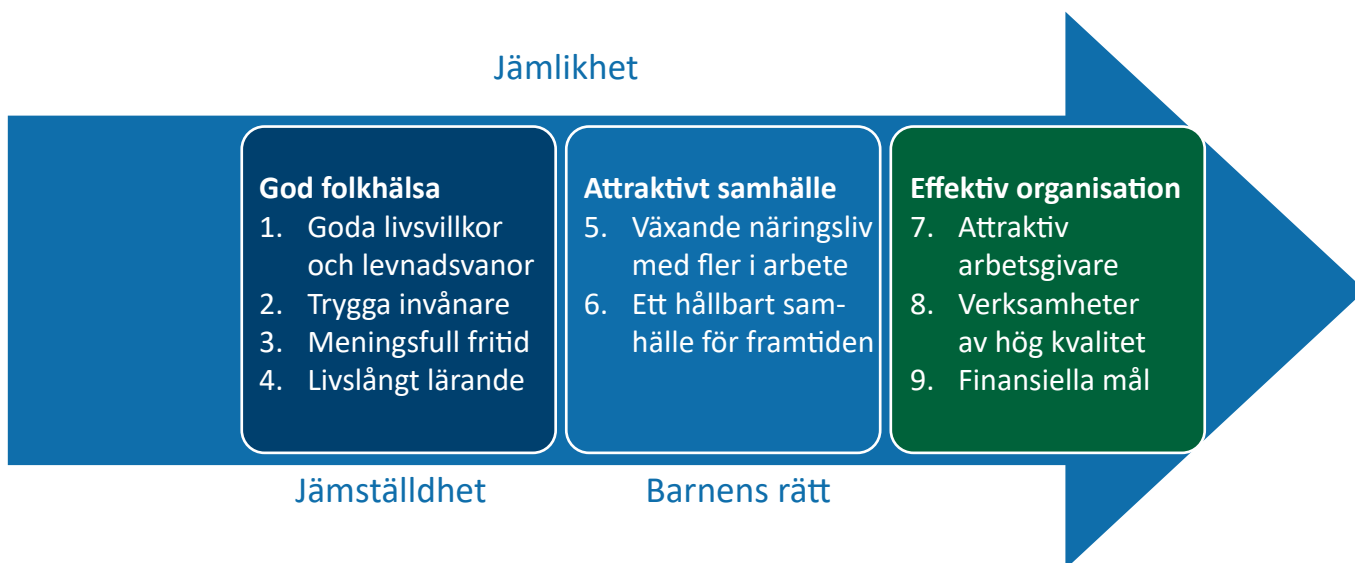 Jämlikhet
God folkhälsa
1. Goda livsvillkor
och levnadsvanor
2. Trygga invånare
3. Meningsfull fritid
4. Livslångt lärande
Attraktivt samhälle
5. Växande näringsliv
med fler i arbete
6. Ett hållbart sam-
hälle för framtiden
Effektiv organisation
7. Attraktiv
arbetsgivare
8. Verksamheter
av hög kvalitet
9. Finansiella mål
Jämställdhet
Barnens rätt